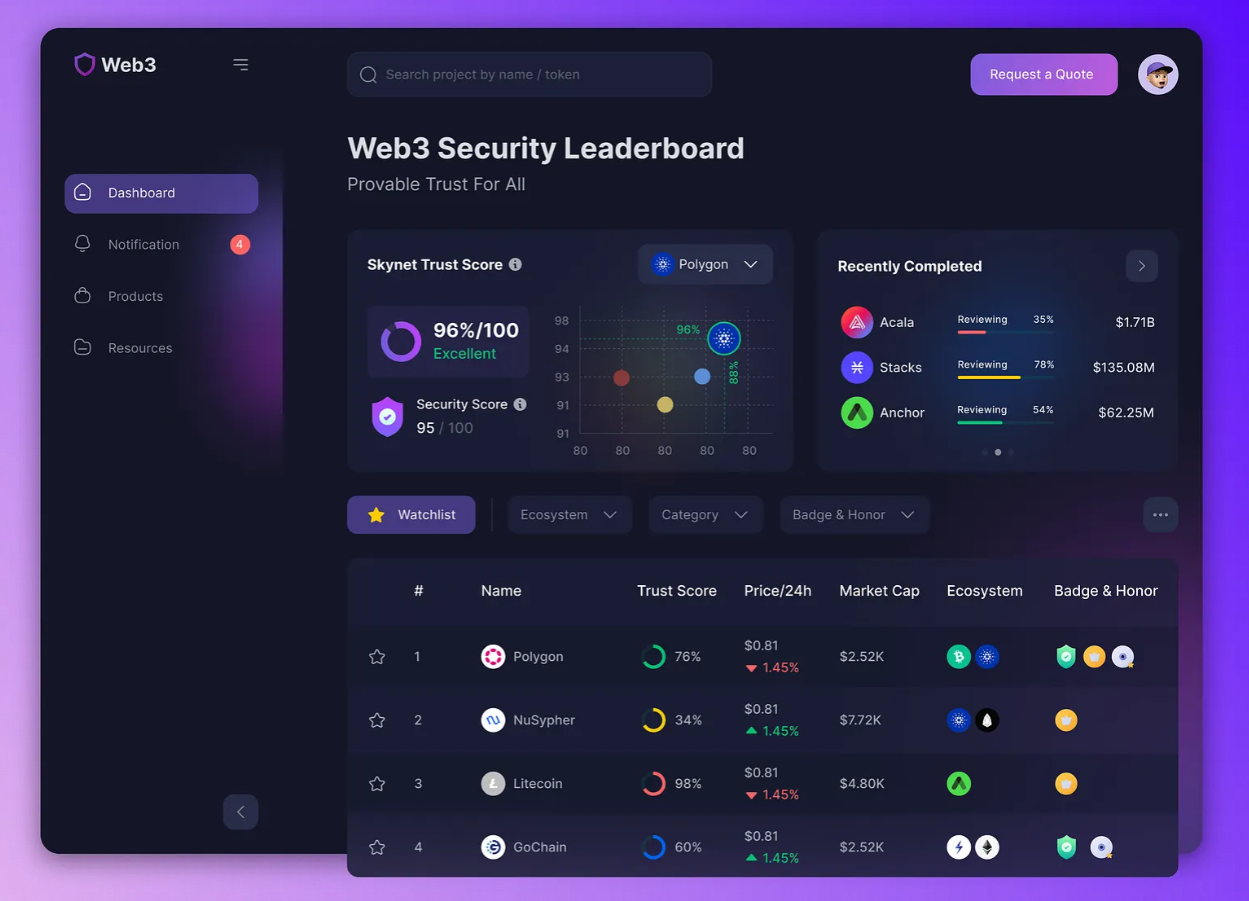 Web3
Search project by name / token
Request a Quote
Web3 Security Leaderboard
Provable Trust For All
Dashboard
Notification 4
Products
Resources
Skynet Trust Score
Polygon
96%/100
Excellent
Security Score
95 / 100
98
94
93
91
91
80 80 80 80 80
96%
88%
Recently Completed
Acala Reviewing 35% $1.71B
Stacks Reviewing 78% $135.08M
Anchor Reviewing 54% $62.25M
Watchlist Ecosystem Category Badge & Honor
# Name Trust Score Price/24h Market Cap Ecosystem Badge & Honor
1 Polygon 76% $0.81 1.45% $2.52K
2 NuSypher 34% $0.81 1.45% $7.72K
3 Litecoin 98% $0.81 1.45% $4.80K
4 GoChain 60% $0.81 1.45% $2.52K